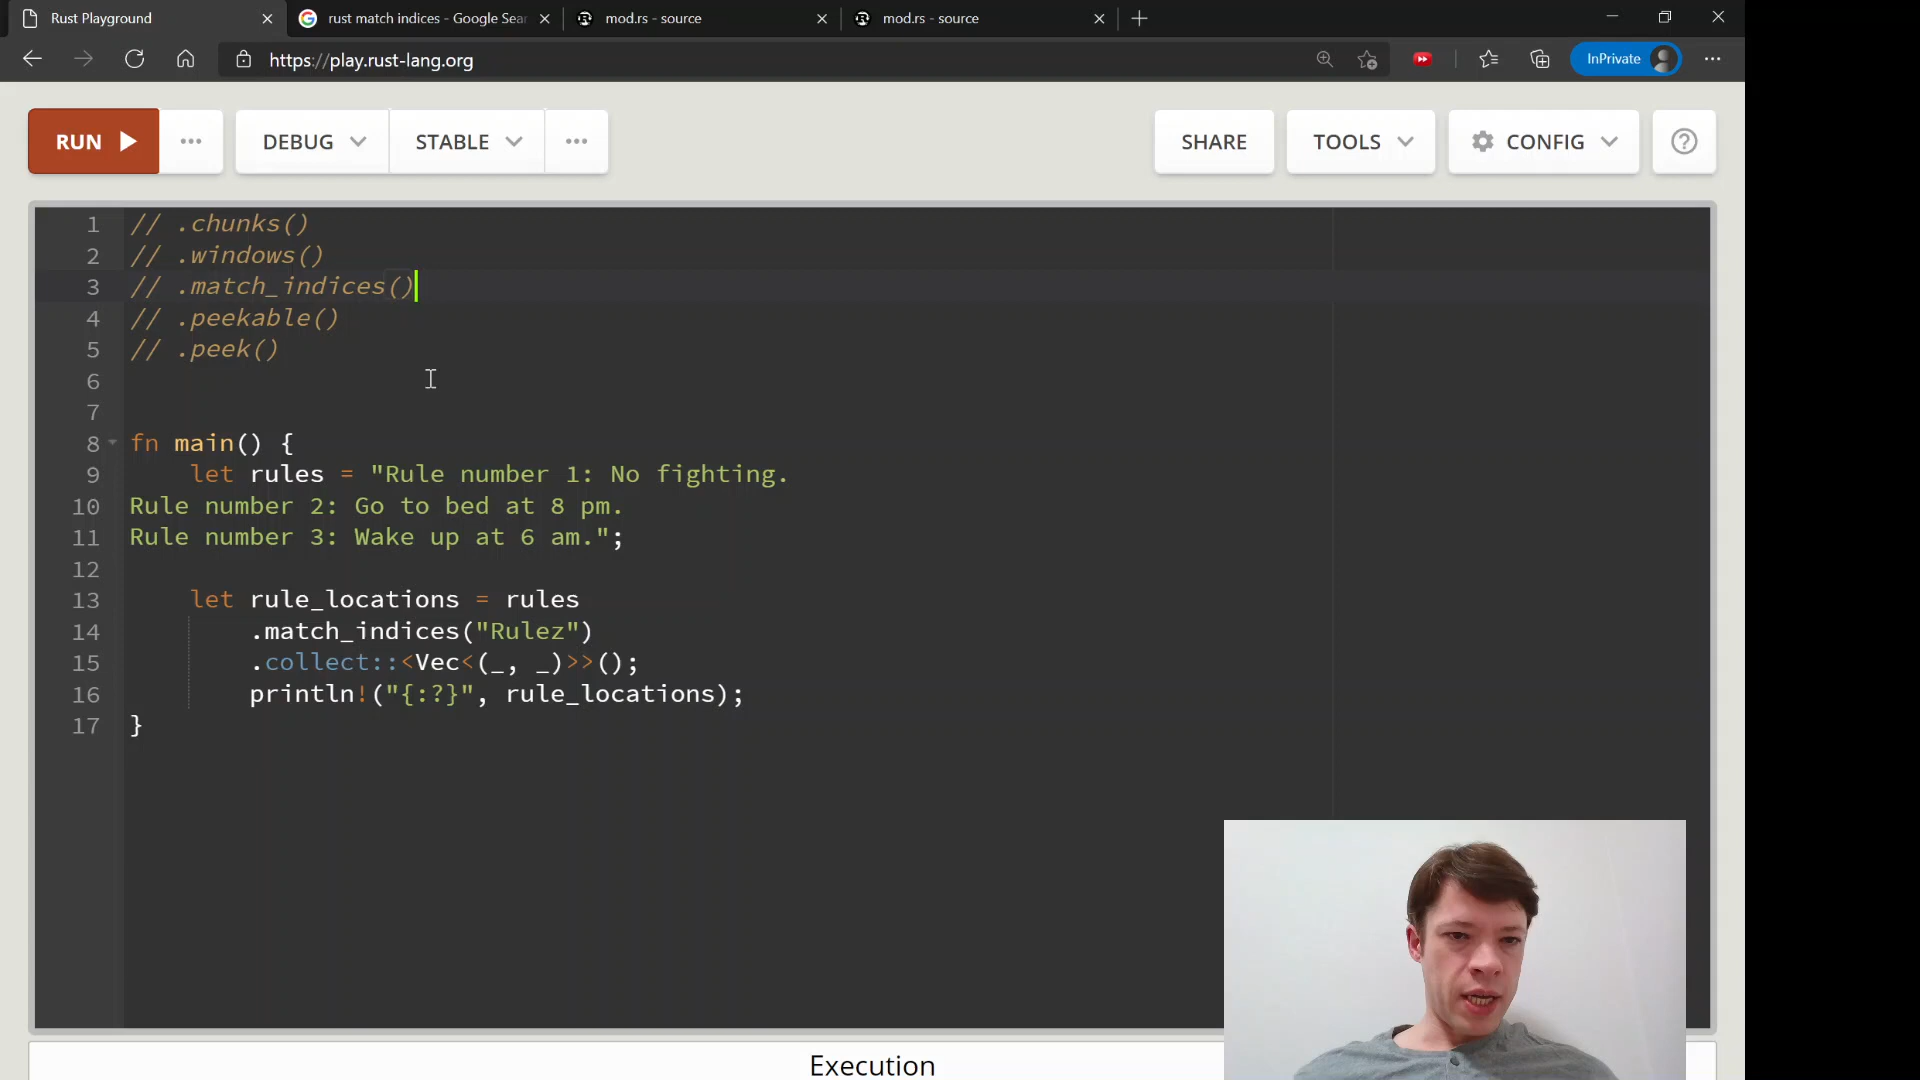 Rust Playground
rust match indices - Google Sear
mod.rs - source
mod.rs - source
https://play.rust-lang.org
InPrivate
RUN
DEBUG
STABLE
SHARE
TOOLS
CONFIG
1 // .chunks()
2 // .windows()
3 // .match_indices()
4 // .peekable()
5 // .peek()
6
7
8 fn main() {
9 let rules = "Rule number 1: No fighting.
10 Rule number 2: Go to bed at 8 pm.
11 Rule number 3: Wake up at 6 am.";
12
13 let rule_locations = rules
14 .match_indices("Rulez")
15 .collect::<Vec<(_, _)>>();
16 println!("{:?}", rule_locations);
17 }
Execution